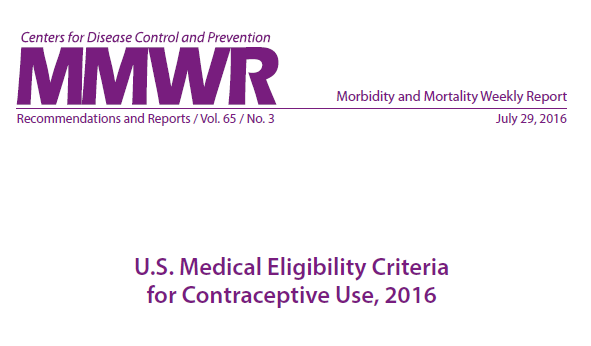 Centers for Disease Control and Prevention
MMWR
Morbidity and Mortality Weekly Report
Recommendations and Reports / Vol. 65 / No. 3
July 29, 2016
U.S. Medical Eligibility Criteria
for Contraceptive Use, 2016